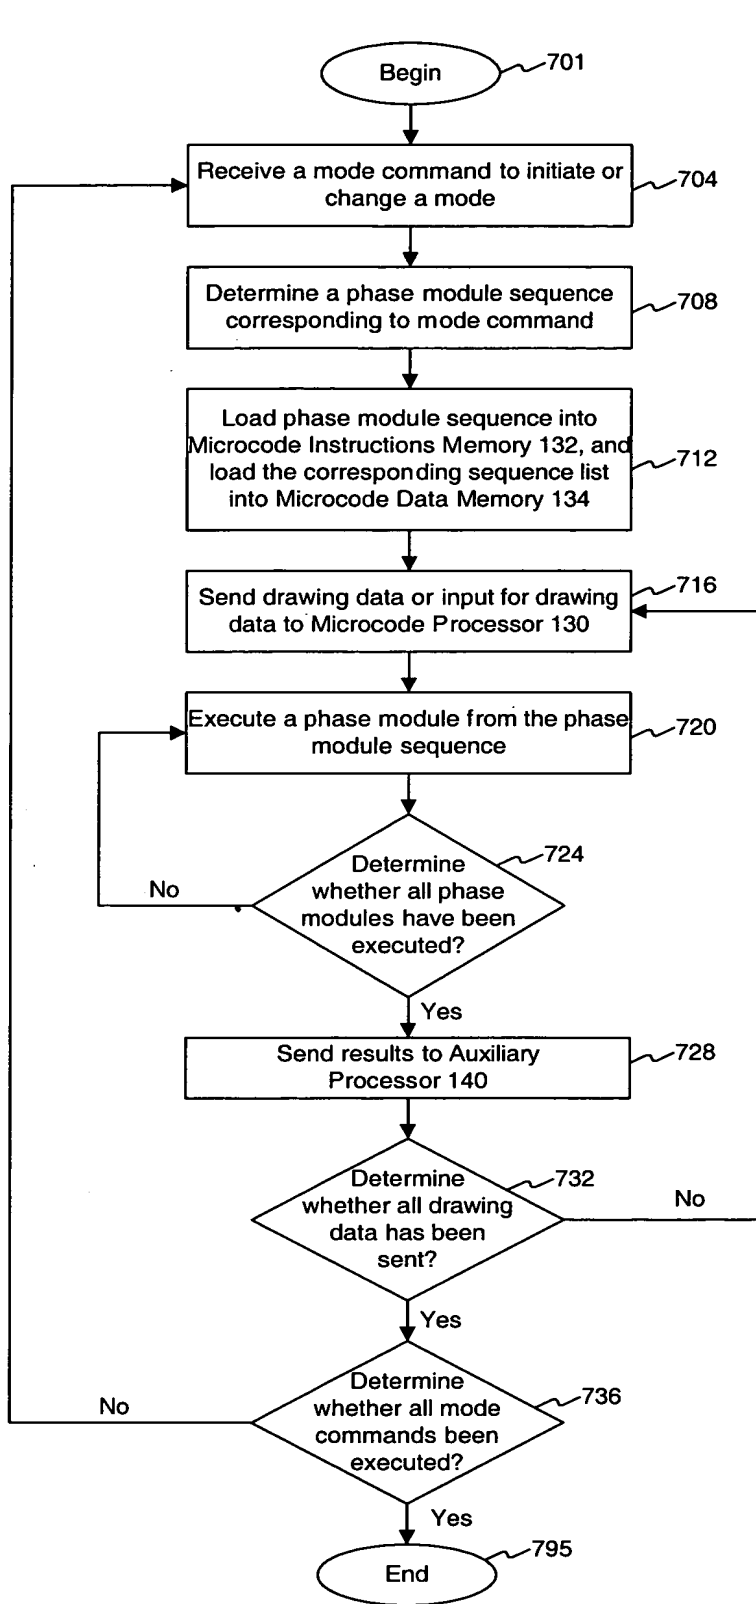 Begin
701
Receive a mode command to initiate or
change a mode
704
Determine a phase module sequence
corresponding to mode command
708
Load phase module sequence into
Microcode Instructions Memory 132, and
load the corresponding sequence list
into Microcode Data Memory 134
712
Send drawing data or input for drawing
data to Microcode Processor 130
716
Execute a phase module from the phase
module sequence
720
Determine
whether all phase
modules have been
executed?
724
No
Yes
Send results to Auxiliary
Processor 140
728
Determine
whether all drawing
data has been
sent?
732
No
Yes
Determine
whether all mode
commands been
executed?
736
No
Yes
End
795